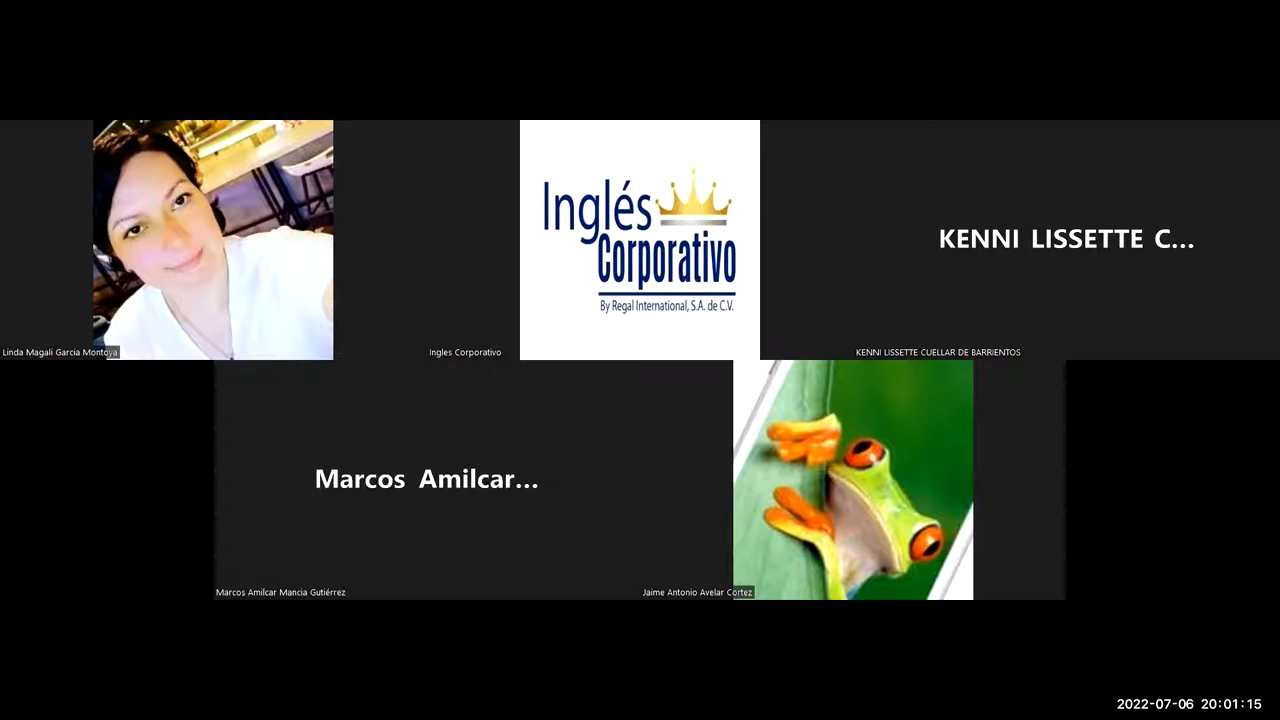 Inglés
Corporativo
By Regal International, S.A. de C.V.
KENNI LISSETTE C...
Linda Magali Garcia Montoya
Ingles Corporativo
KENNI LISSETTE CUELLAR DE BARRIENTOS
Marcos Amilcar...
Marcos Amilcar Mancia Gutiérrez
Jaime Antonio Avelar Cortez
2022-07-06 20:01:15